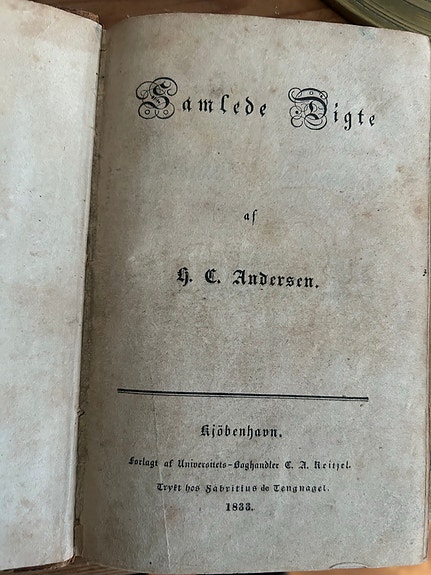 Samlede Digte
af
H. C. Andersen.
Kjöbenhavn.
Forlagt af Universitets-Boghandler C. A. Reitzel.
Trykt hos Fabritius de Tengnagel.
1833.